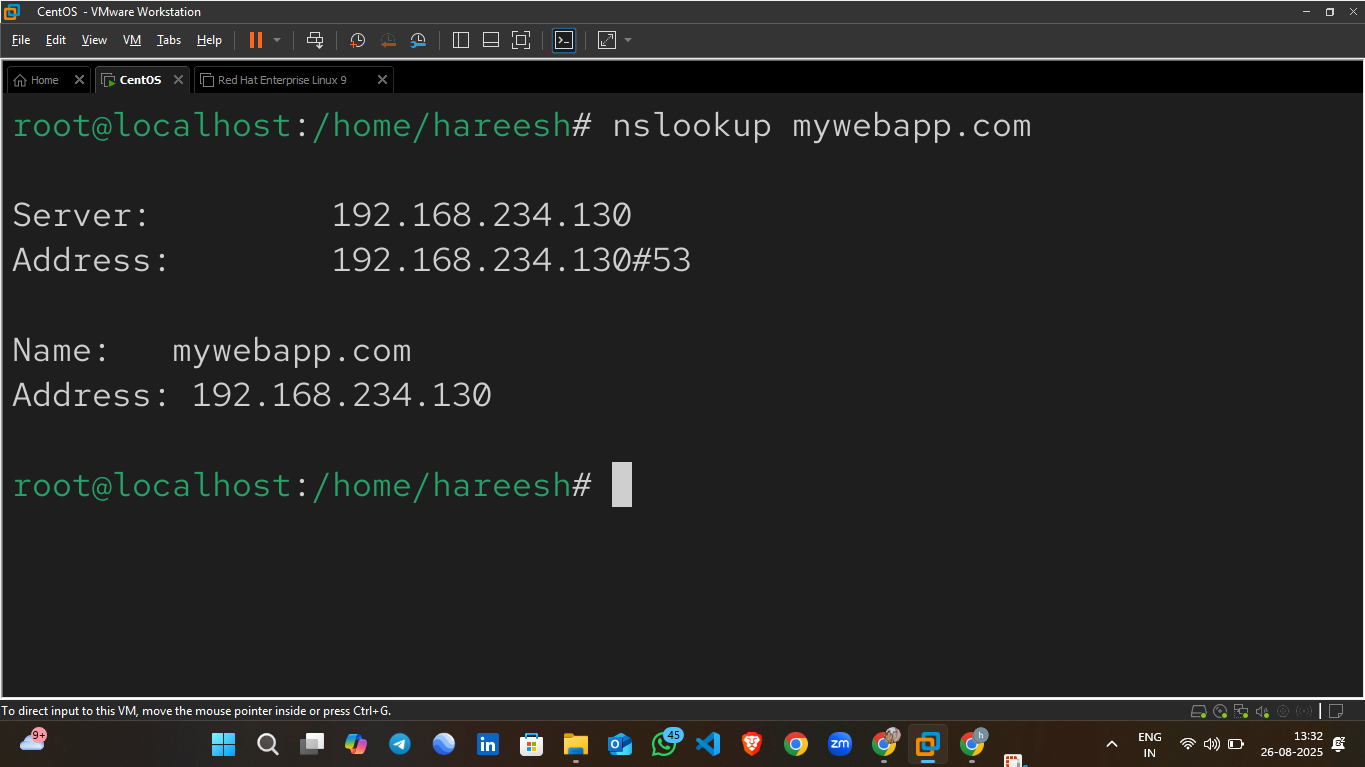 CentOS - VMware Workstation
File Edit View VM Tabs Help
Home CentOS Red Hat Enterprise Linux 9
root@localhost:/home/hareesh# nslookup mywebapp.com
Server: 192.168.234.130
Address: 192.168.234.130#53
Name: mywebapp.com
Address: 192.168.234.130
root@localhost:/home/hareesh#
To direct input to this VM, move the mouse pointer inside or press Ctrl+G.
9+
in
45
zm
h
ENG
IN
13:32
26-08-2025